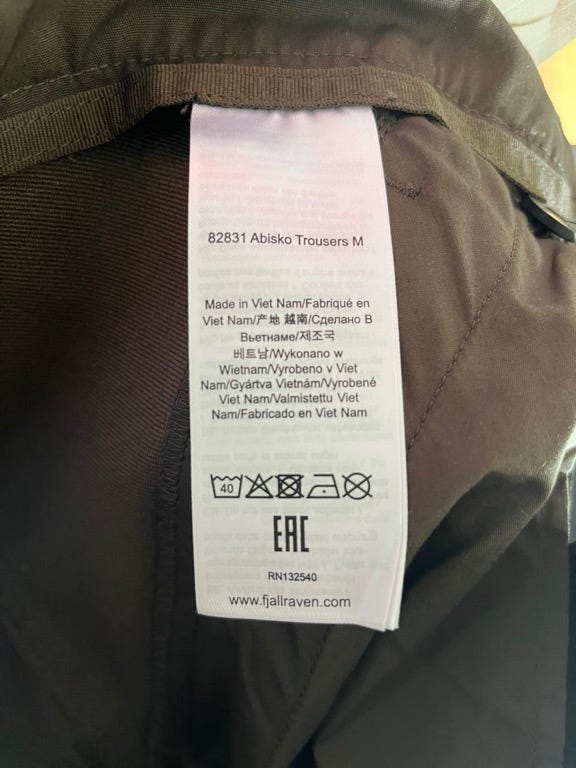 82831 Abisko Trousers M
Made in Viet Nam/Fabriqué en
Viet Nam/产地 越南/Сделано В
Вьетнаме/제조국
베트남/Wykonano w
Wietnam/Vyrobeno v Viet
Nam/Gyártva Vietnám/Vyrobené
Viet Nam/Valmistettu Viet
Nam/Fabricado en Viet Nam
40
EAC
RN132540
www.fjallraven.com